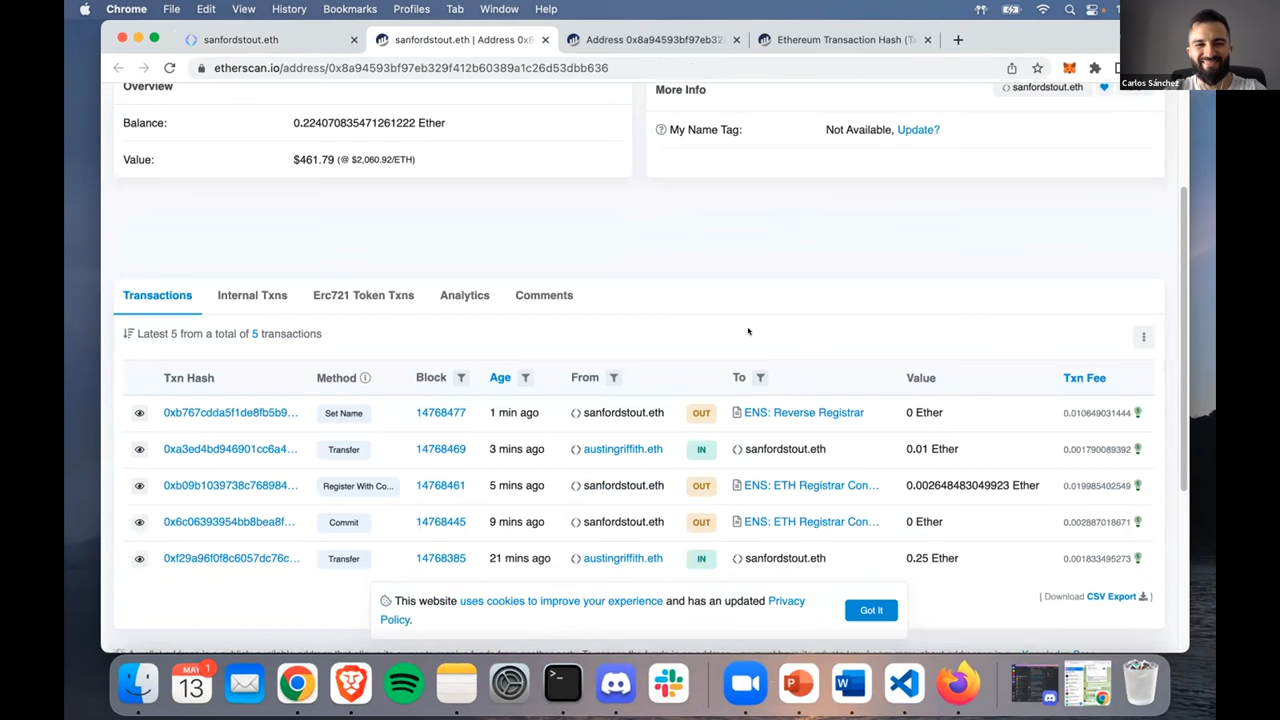 Chrome File Edit View History Bookmarks Profiles Tab Window Help
sanfordstout.eth
sanfordstout.eth | Address 0x8
Address 0x8a94593bf97eb32
Ethereum Transaction Hash (T
Carlos Sánchez
Overview
More Info
sanfordstout.eth
Balance: 0.224070835471261222 Ether
My Name Tag: Not Available, Update?
Value: $461.79 (@ $2,060.92/ETH)
Transactions Internal Txns Erc721 Token Txns Analytics Comments
Latest 5 from a total of 5 transactions
Txn Hash Method Block Age From To Value Txn Fee
0xb767cdda5f1de8fb5b9... Set Name 14768477 1 min ago sanfordstout.eth OUT ENS: Reverse Registrar 0 Ether 0.010649031444
0xa3ed4bd946901cc6a4... Transfer 14768469 3 mins ago austingriffith.eth IN sanfordstout.eth 0.01 Ether 0.001790089392
0xb09b1039738c768984... Register With Co... 14768461 5 mins ago sanfordstout.eth OUT ENS: ETH Registrar Con... 0.002648483049923 Ether 0.019985402549
0x6c06393954bb8bea8f... Commit 14768445 9 mins ago sanfordstout.eth OUT ENS: ETH Registrar Con... 0 Ether 0.002887018671
0xf29a96f0f8c6057dc76c... Transfer 14768385 21 mins ago austingriffith.eth IN sanfordstout.eth 0.25 Ether 0.001833495273
This website uses cookies to improve your experience and has an updated Privacy
Policy.
Got It
[ Download CSV Export ]
MAY 1
13